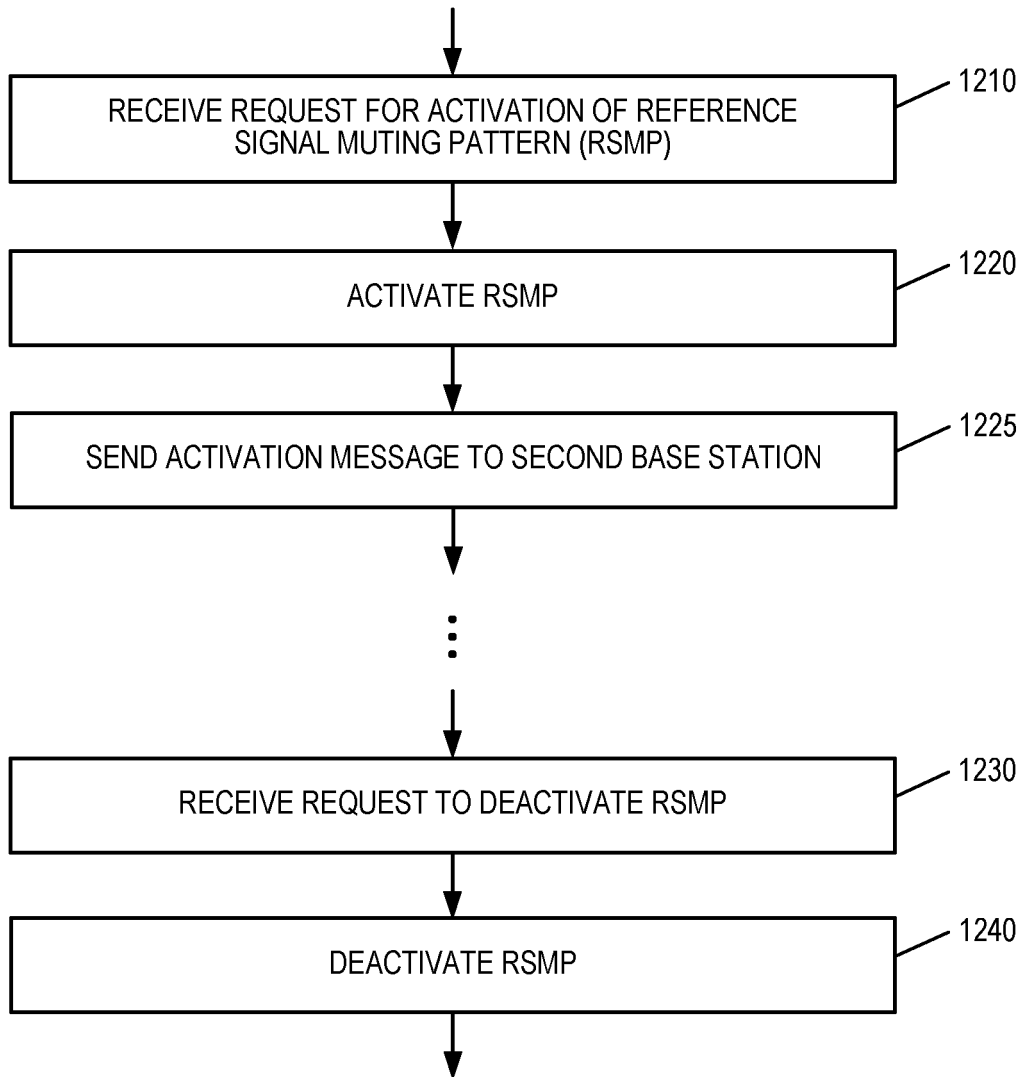 1210
RECEIVE REQUEST FOR ACTIVATION OF REFERENCE
SIGNAL MUTING PATTERN (RSMP)
1220
ACTIVATE RSMP
1225
SEND ACTIVATION MESSAGE TO SECOND BASE STATION
1230
RECEIVE REQUEST TO DEACTIVATE RSMP
1240
DEACTIVATE RSMP